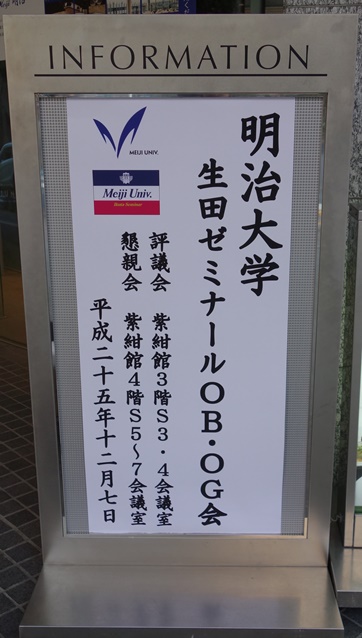 INFORMATION
明治大学
生田ゼミナールOB・OG会
評議会 紫紺館3階S3・4会議室
懇親会 紫紺館4階S5~7会議室
平成二十五年十二月七日
MEIJI UNIV.
Meiji Univ.